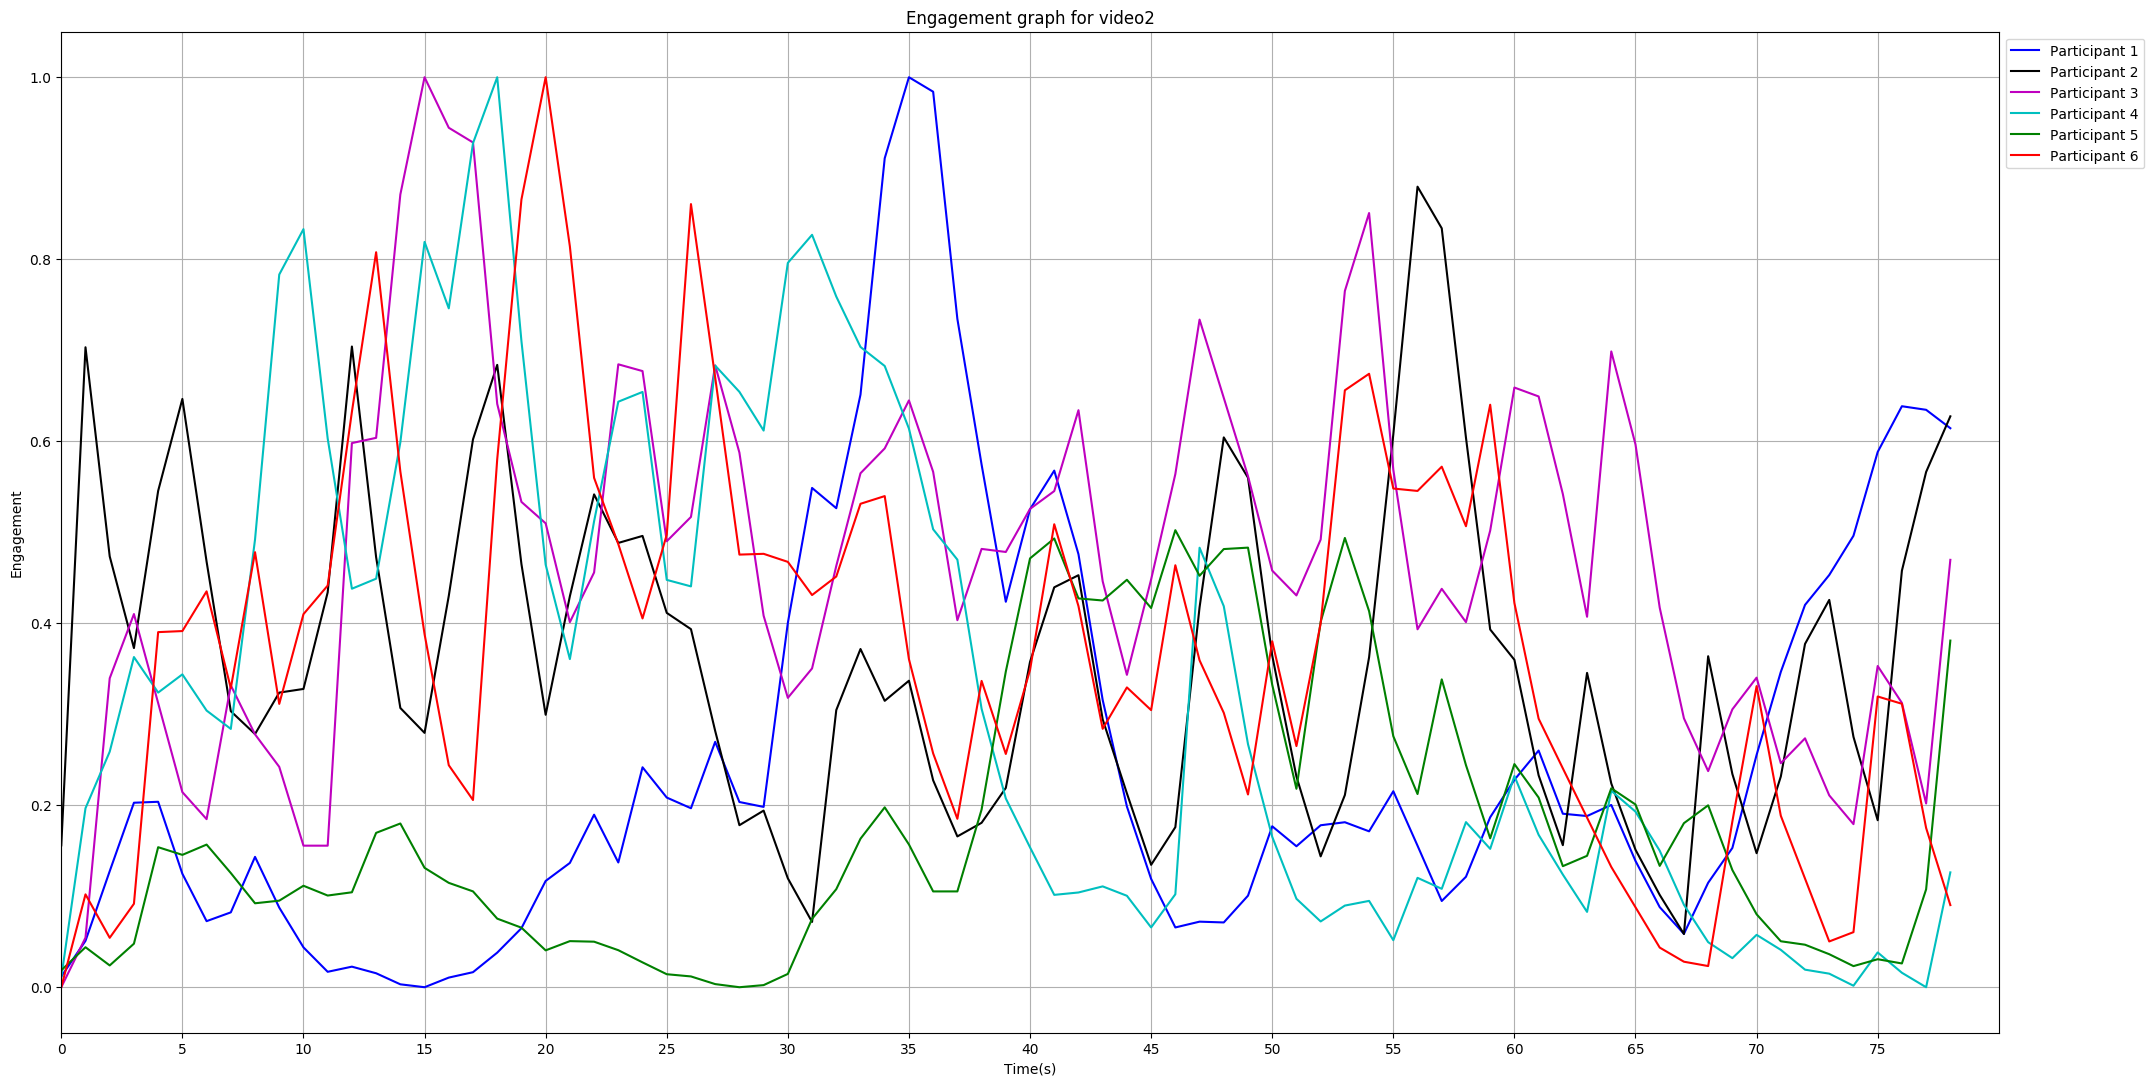 Engagement graph for video2
Participant 1
Participant 2
Participant 3
Participant 4
Participant 5
Participant 6
Engagement
1.0
0.8
0.6
0.4
0.2
0.0
0 5 10 15 20 25 30 35 40 45 50 55 60 65 70 75
Time(s)